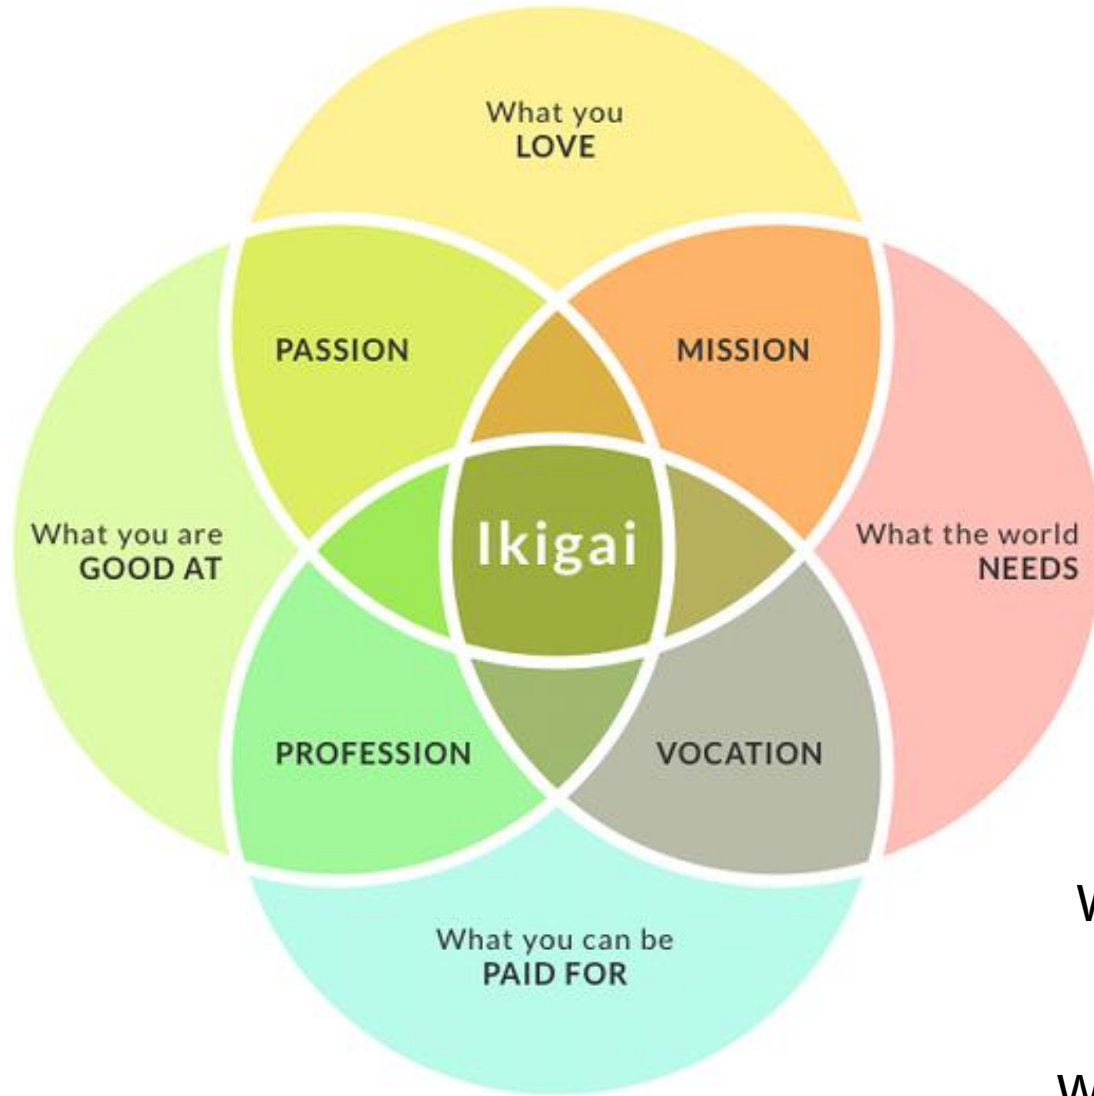 What you
LOVE
PASSION
MISSION
What you are
GOOD AT
Ikigai
What the world
NEEDS
PROFESSION
VOCATION
What you can be
PAID FOR